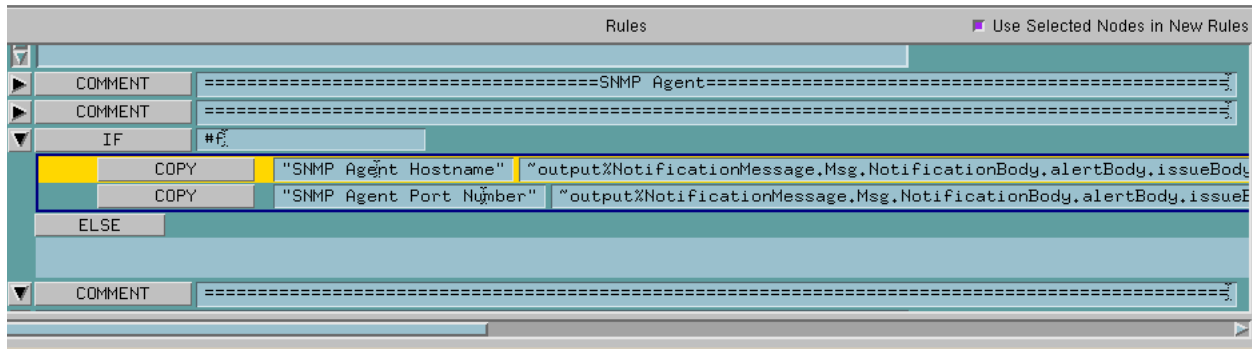 Rules Use Selected Nodes in New Rules
COMMENT =====================================SNMP Agent=================================================
COMMENT ================================================================================================
IF #f
COPY "SNMP Agent Hostname" ~output%NotificationMessage.Msg.NotificationBody.alertBody.issueBody
COPY "SNMP Agent Port Number" ~output%NotificationMessage.Msg.NotificationBody.alertBody.issue
ELSE
COMMENT ================================================================================================